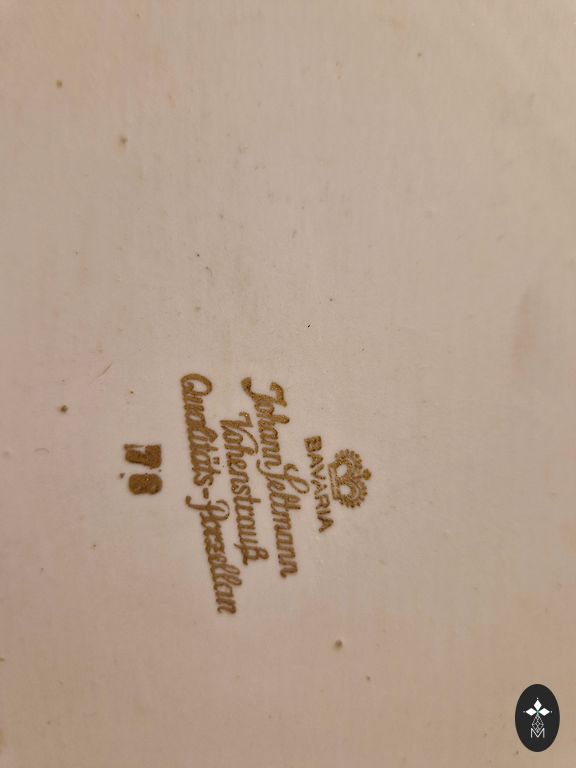 BAVARIA
Johann Seltmann
Vohenstrauß
Qualitäts-Porzellan
78
M